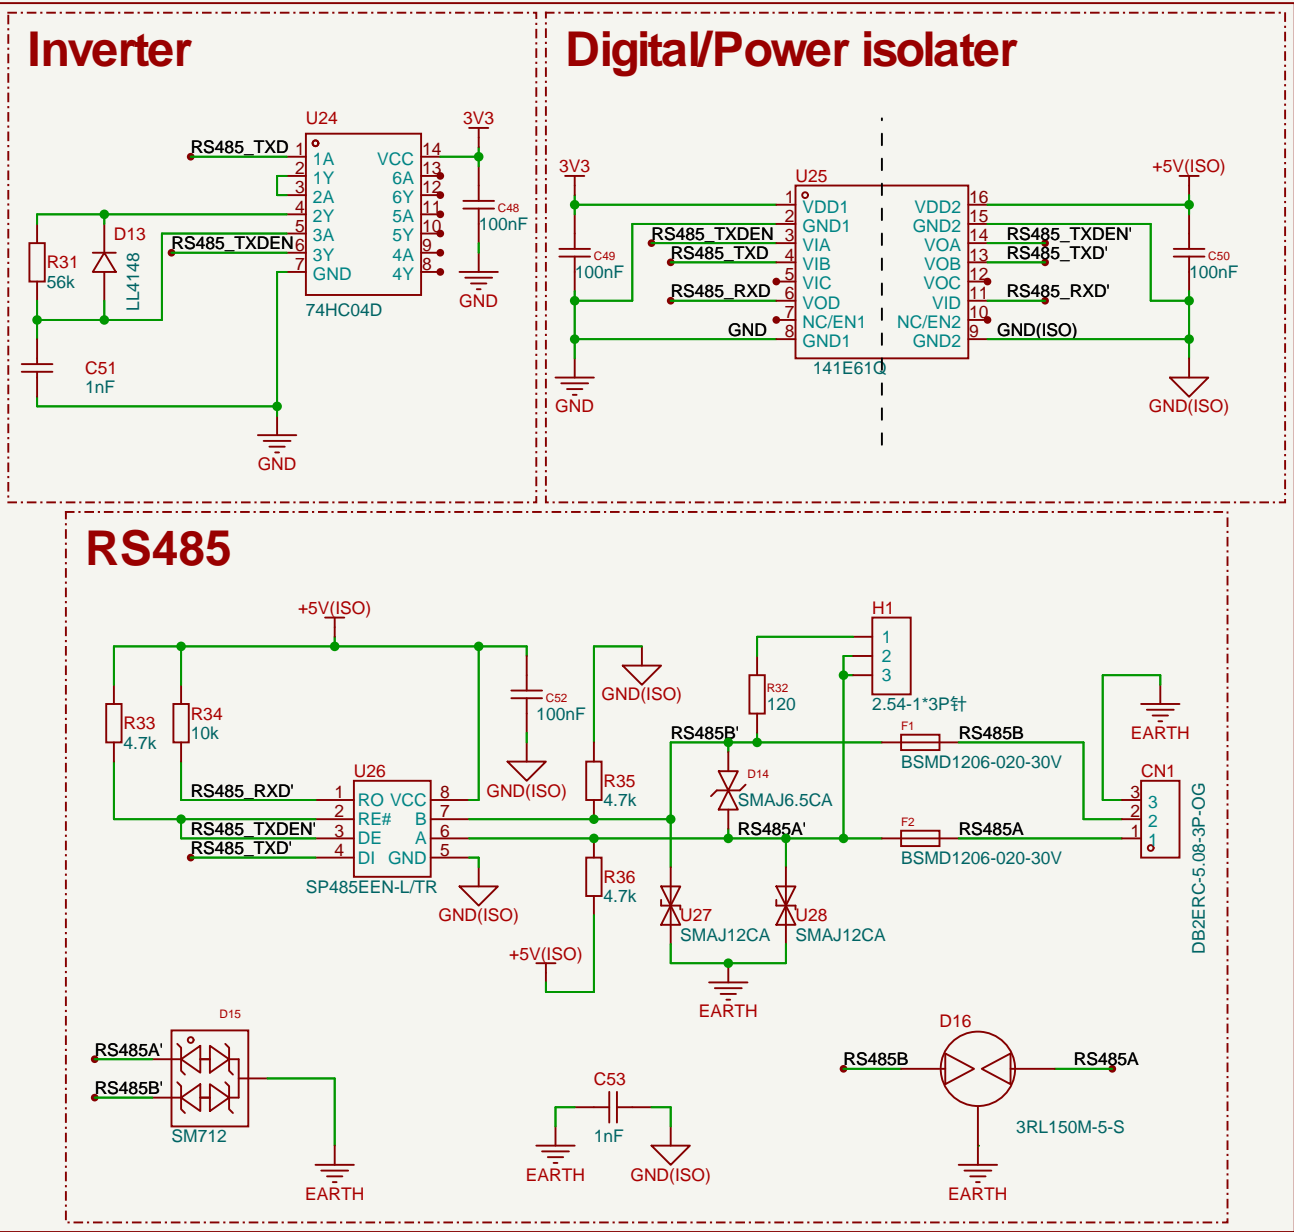 Inverter
U24
RS485_TXD
1
2
3
4
5
6
7
1A
1Y
2A
2Y
3A
3Y
GND
VCC
6A
6Y
5A
5Y
4A
4Y
14
13
12
11
10
9
8
74HC04D
3V3
C48
100nF
GND
D13
LL4148
R31
56k
RS485_TXDEN
C51
1nF
GND
Digital/Power isolater
3V3
C49
100nF
GND
U25
RS485_TXDEN
RS485_TXD
RS485_RXD
GND
1
2
3
4
5
6
7
8
VDD1
GND1
VIA
VIB
VIC
VOD
NC/EN1
GND1
VDD2
GND2
VOA
VOB
VOC
VID
NC/EN2
GND2
16
15
14
13
12
11
10
9
141E61Q
RS485_TXDEN'
RS485_TXD'
RS485_RXD'
GND(ISO)
+5V(ISO)
C50
100nF
GND(ISO)
RS485
+5V(ISO)
R33
4.7k
R34
10k
C52
100nF
GND(ISO)
U26
RS485_RXD'
RS485_TXDEN'
RS485_TXD'
1
2
3
4
RO
RE#
DE
DI
VCC
B
A
GND
8
7
6
5
SP485EEN-L/TR
GND(ISO)
GND(ISO)
R35
4.7k
R36
4.7k
+5V(ISO)
RS485B'
R32
120
D14
SMAJ6.5CA
RS485A'
H1
1
2
3
2.54-1*3P针
F1
BSMD1206-020-30V
RS485B
F2
BSMD1206-020-30V
RS485A
EARTH
CN1
3
2
1
3
2
1
DB2ERC-5.08-3P-OG
U27
SMAJ12CA
U28
SMAJ12CA
EARTH
D15
RS485A'
RS485B'
SM712
EARTH
C53
1nF
EARTH
GND(ISO)
D16
RS485B
RS485A
3RL150M-5-S
EARTH